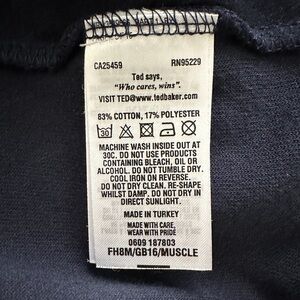 CA25459 RN95229
Ted says,
"Who cares, wins".
VISIT TED@www.tedbaker.com
83% COTTON, 17% POLYESTER
30
MACHINE WASH INSIDE OUT AT
30C. DO NOT USE PRODUCTS
CONTAINING BLEACH, OIL OR
ALCOHOL. DO NOT TUMBLE DRY.
COOL IRON ON REVERSE.
DO NOT DRY CLEAN. RE-SHAPE
WHILST DAMP. DO NOT DRY IN
DIRECT SUNLIGHT.
MADE IN TURKEY
MADE WITH CARE,
WEAR WITH PRIDE
0609 187803
FH8M/GB16/MUSCLE